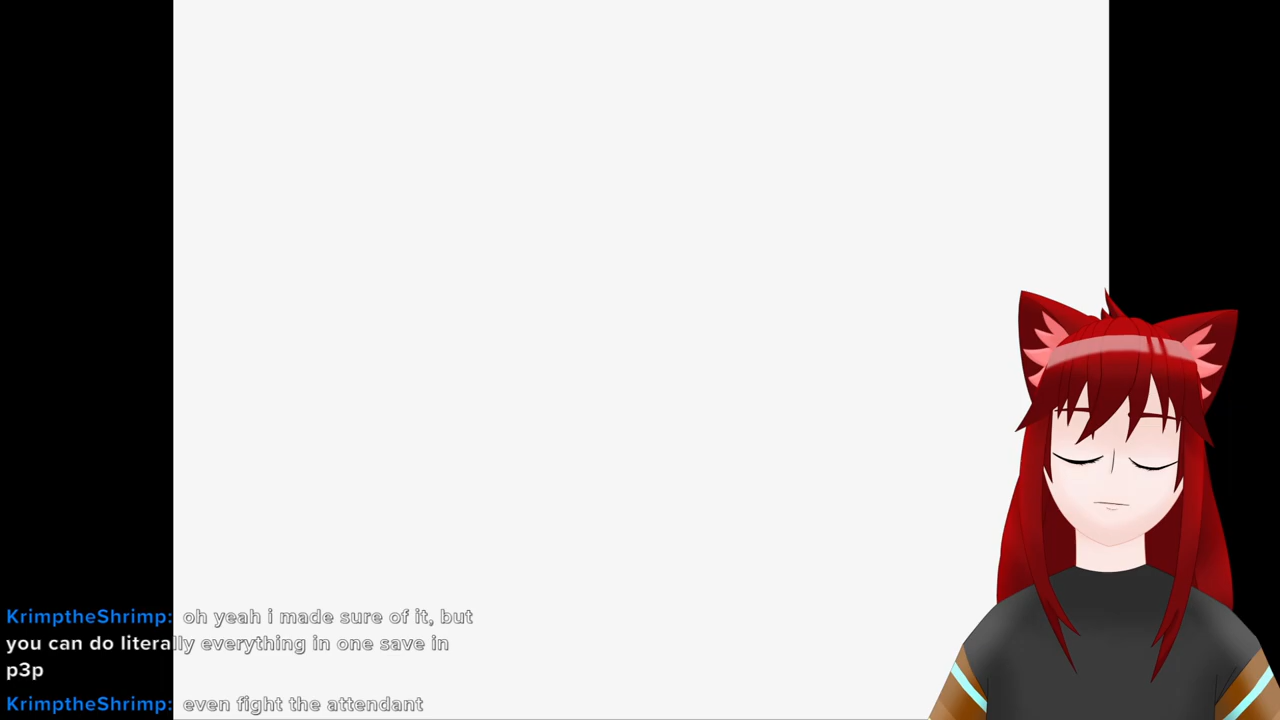 KrimptheShrimp: oh yeah i made sure of it, but
you can do literally everything in one save in
p3p
KrimptheShrimp: even fight the attendant